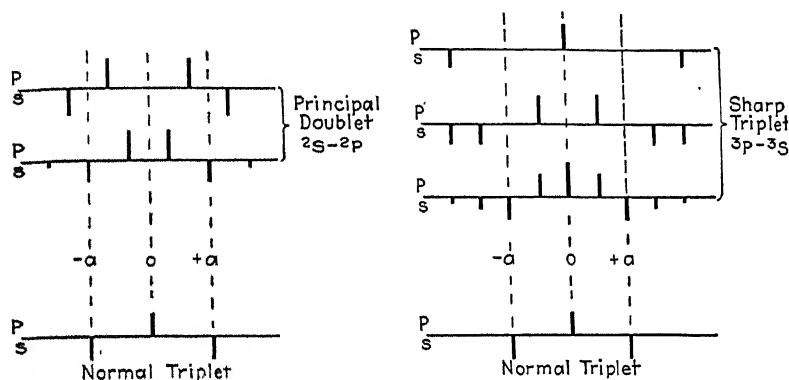 P
s
P
s
Principal
Doublet
²S-²P
-a o +a
P
s
Normal Triplet
P
s
P
s
P
s
Sharp
Triplet
³P-³S
-a o +a
P
s
Normal Triplet